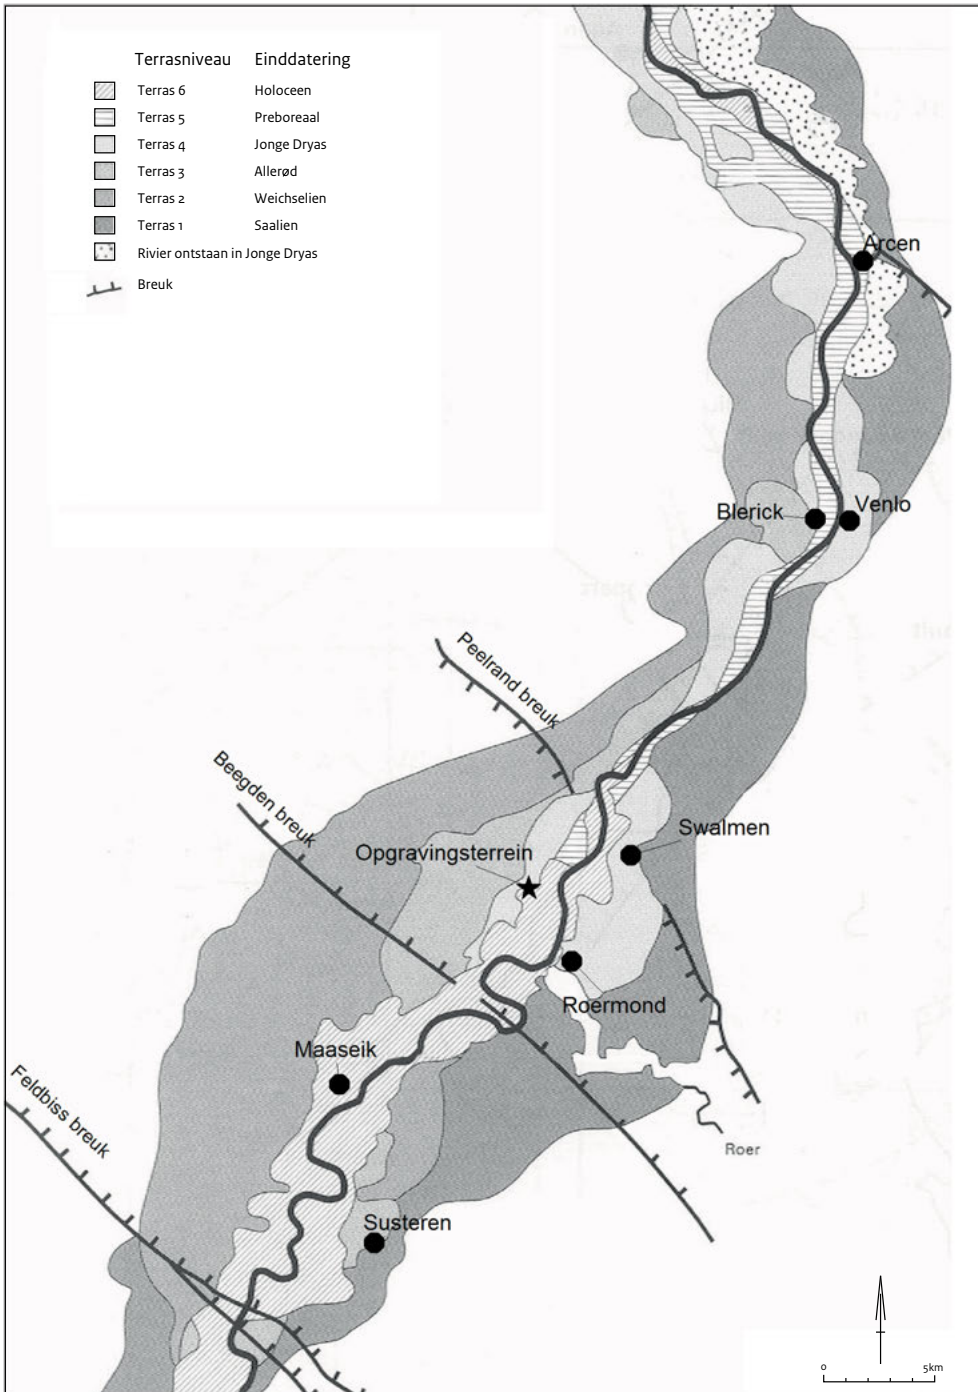 Terrasniveau Einddatering
Terras 6 Holoceen
Terras 5 Preboreaal
Terras 4 Jonge Dryas
Terras 3 Allerød
Terras 2 Weichselien
Terras 1 Saalien
Rivier ontstaan in Jonge Dryas
Breuk
Arcen
Blerick
Venlo
Peelrand breuk
Beegden breuk
Swalmen
Opgravingsterrein
Roermond
Maaseik
Feldbiss breuk
Roer
Susteren
0 5km